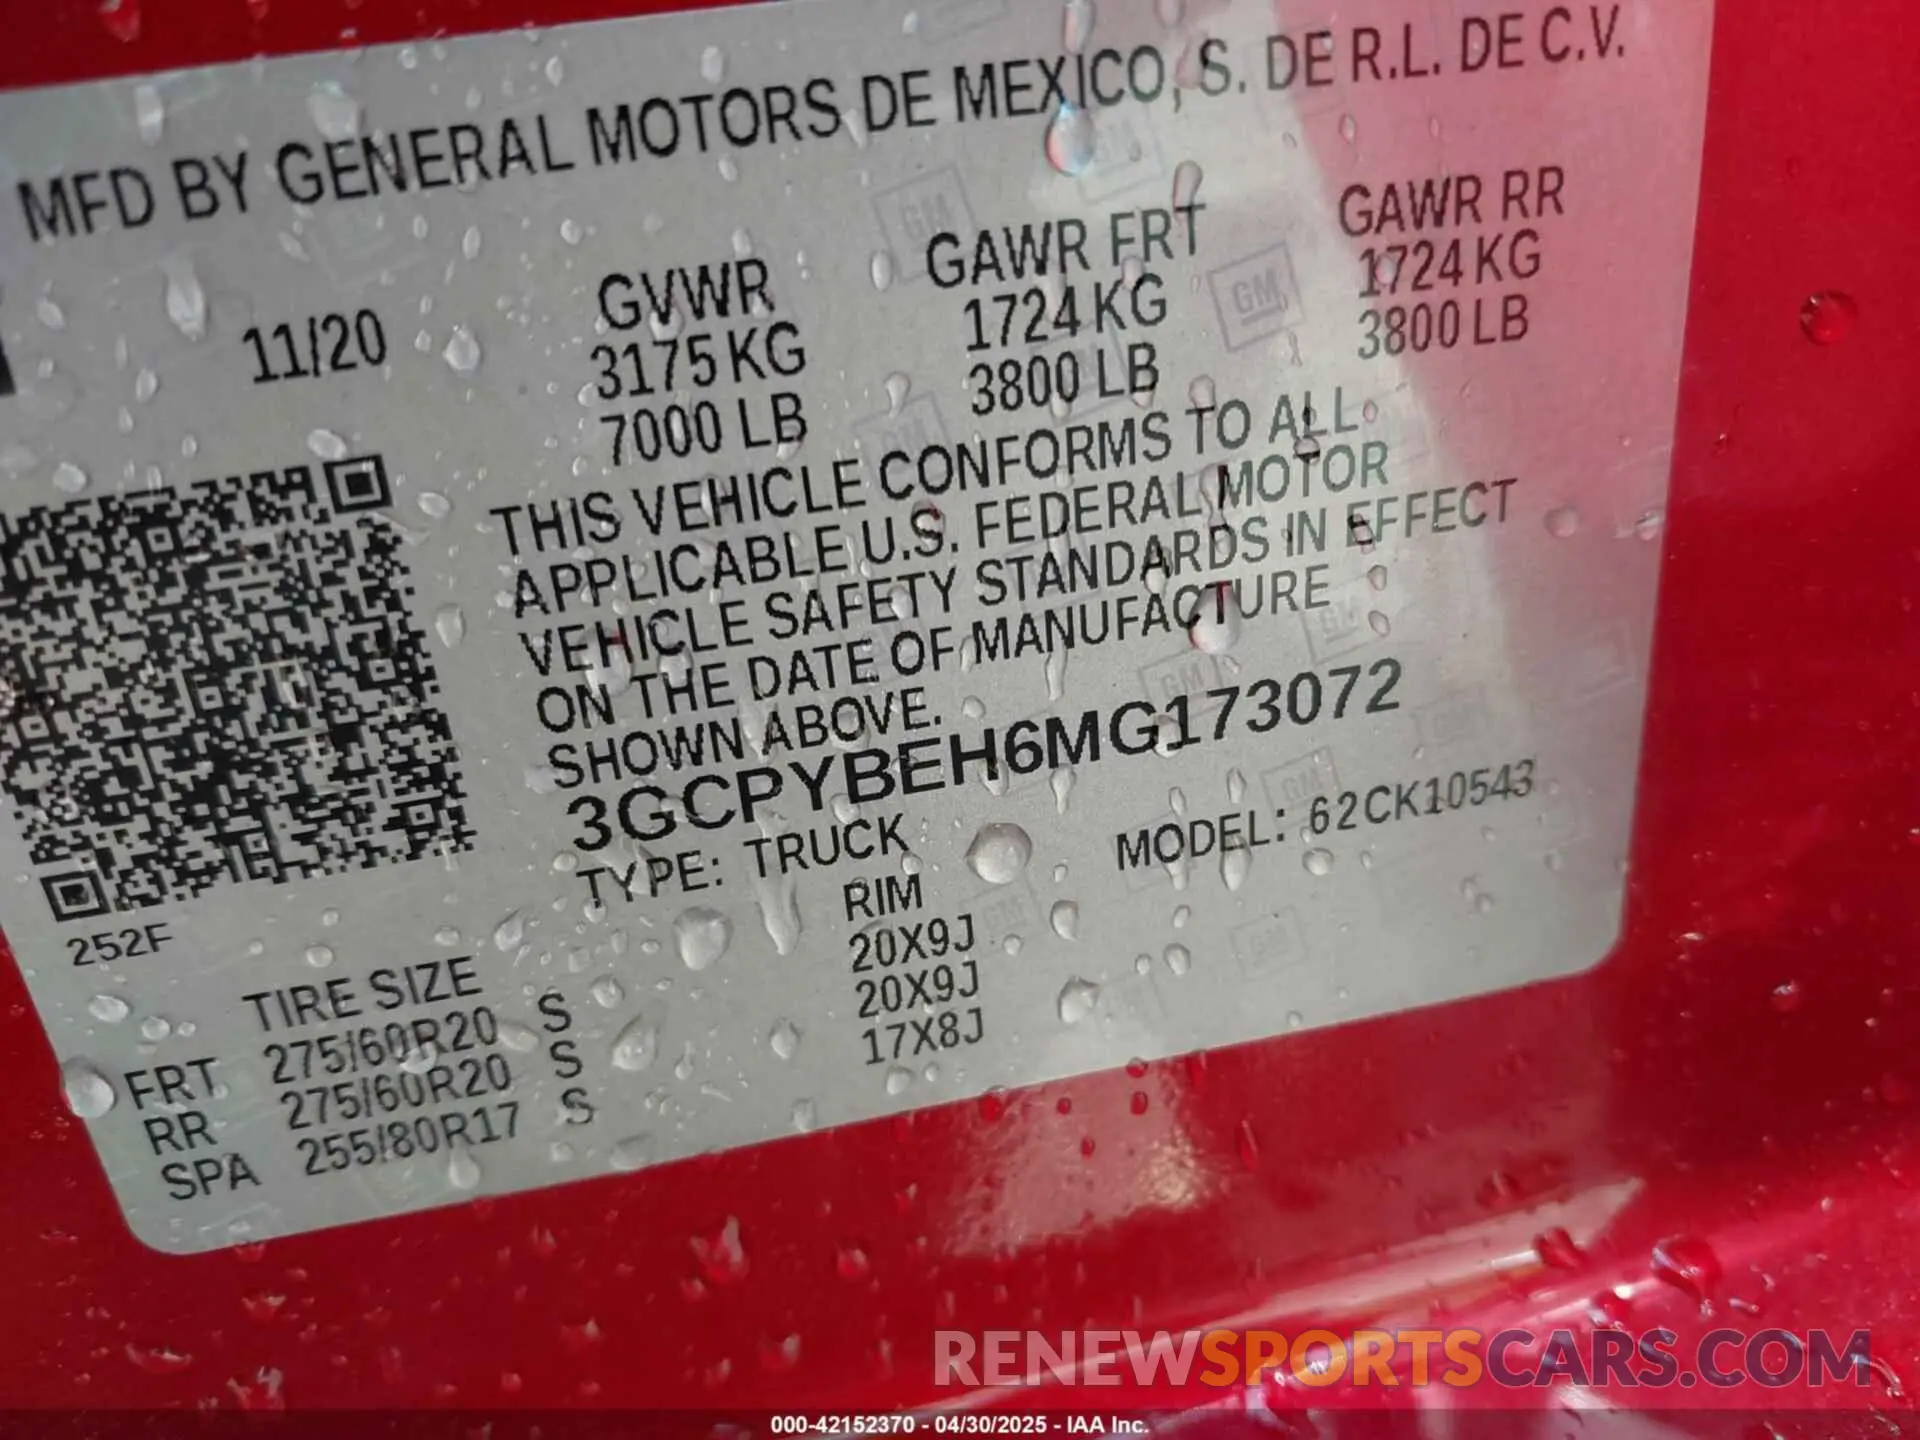 MFD BY GENERAL MOTORS DE MEXICO, S. DE R.L. DE C.V.
11/20
GVWR GAWR FRT GAWR RR
3175 KG 1724 KG 1724 KG
7000 LB 3800 LB 3800 LB
THIS VEHICLE CONFORMS TO ALL
APPLICABLE U.S. FEDERAL MOTOR
VEHICLE SAFETY STANDARDS IN EFFECT
ON THE DATE OF MANUFACTURE
SHOWN ABOVE.
3GCPYBEH6MG173072
TYPE: TRUCK MODEL: 62CK10543
252F
TIRE SIZE RIM
FRT 275/60R20 S 20X9J
RR 275/60R20 S 20X9J
SPA 255/80R17 S 17X8J
GM
RENEWSPORTSCARS.COM
000-42152370 - 04/30/2025 - IAA Inc.